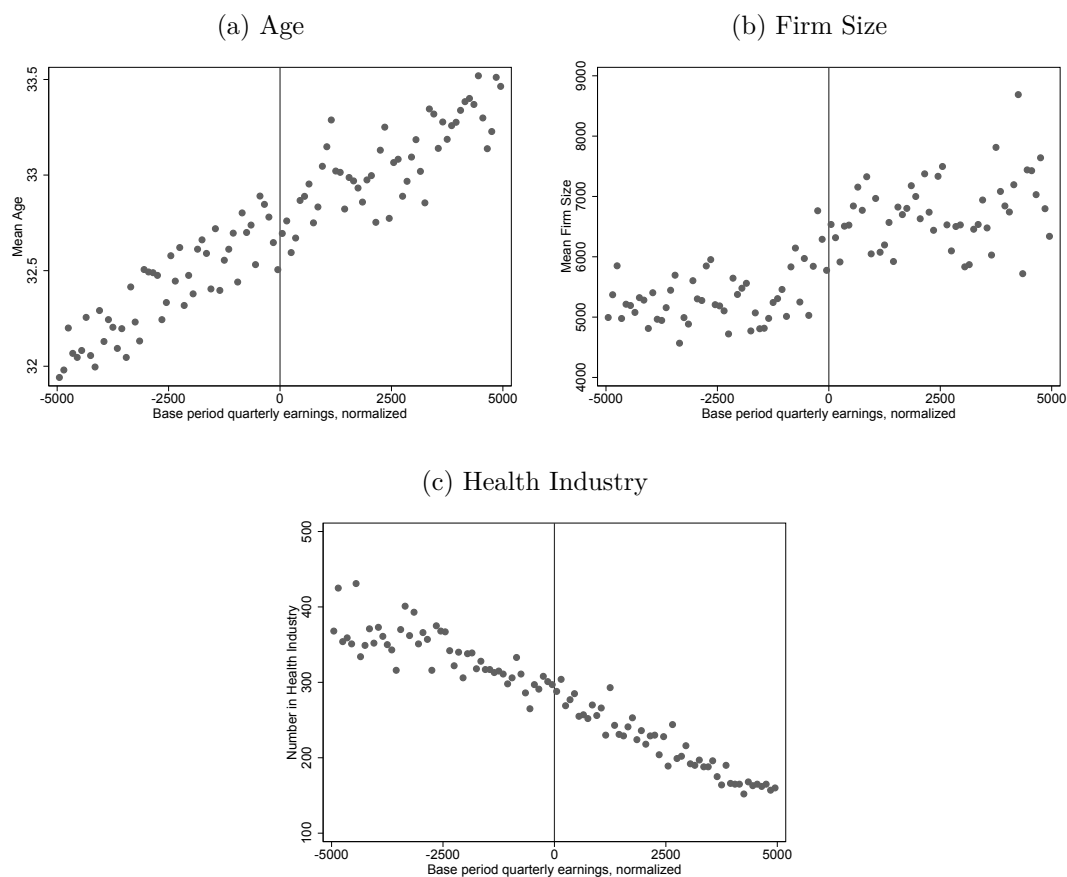 (a) Age
33.5
33
32.5
32
Mean Age
-5000 -2500 0 2500 5000
Base period quarterly earnings, normalized
(b) Firm Size
9000
8000
7000
6000
5000
4000
Mean Firm Size
-5000 -2500 0 2500 5000
Base period quarterly earnings, normalized
(c) Health Industry
500
400
300
200
100
Number in Health Industry
-5000 -2500 0 2500 5000
Base period quarterly earnings, normalized